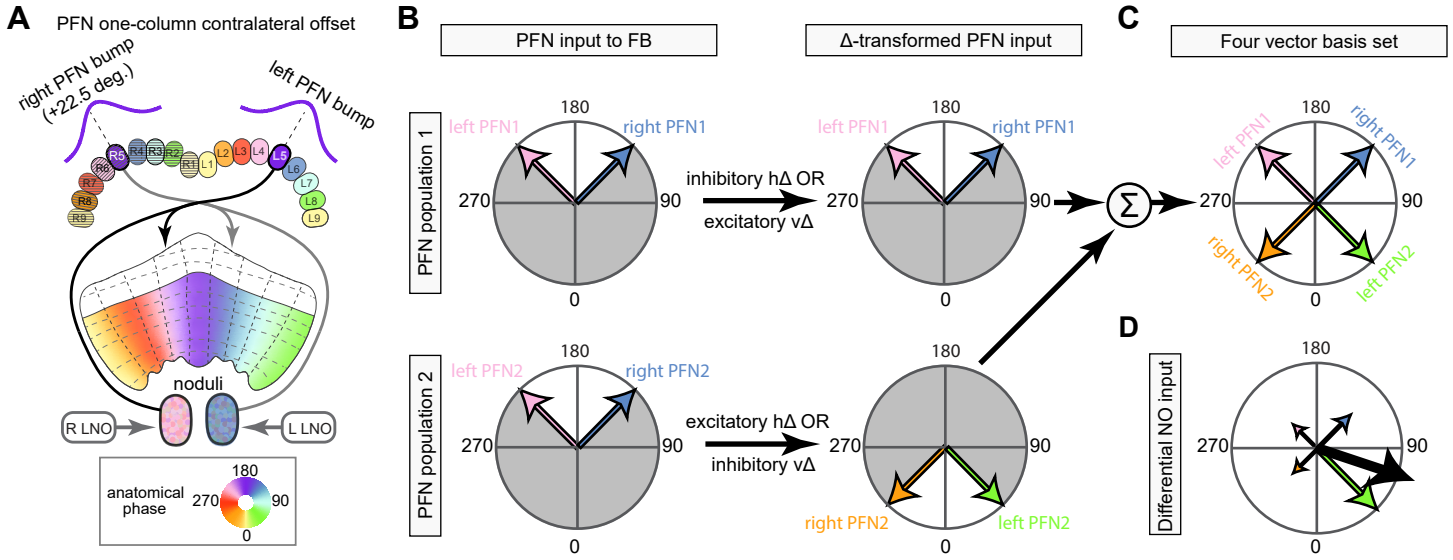 A
PFN one-column contralateral offset
right PFN bump
(+22.5 deg.)
left PFN bump
R9
R8
R7
R6
R5
R4
R3
R2
R1
L1
L2
L3
L4
L5
L6
L7
L8
L9
noduli
R LNO
L LNO
anatomical
phase
180
270
90
0
B
PFN input to FB
Δ-transformed PFN input
PFN population 1
180
left PFN1
right PFN1
270
90
0
inhibitory hΔ OR
excitatory vΔ
180
left PFN1
right PFN1
270
90
0
Σ
PFN population 2
180
left PFN2
right PFN2
270
90
0
excitatory hΔ OR
inhibitory vΔ
180
270
90
right PFN2
left PFN2
0
C
Four vector basis set
180
left PFN1
right PFN1
270
90
right PFN2
left PFN2
0
D
Differential NO input
180
270
90
0